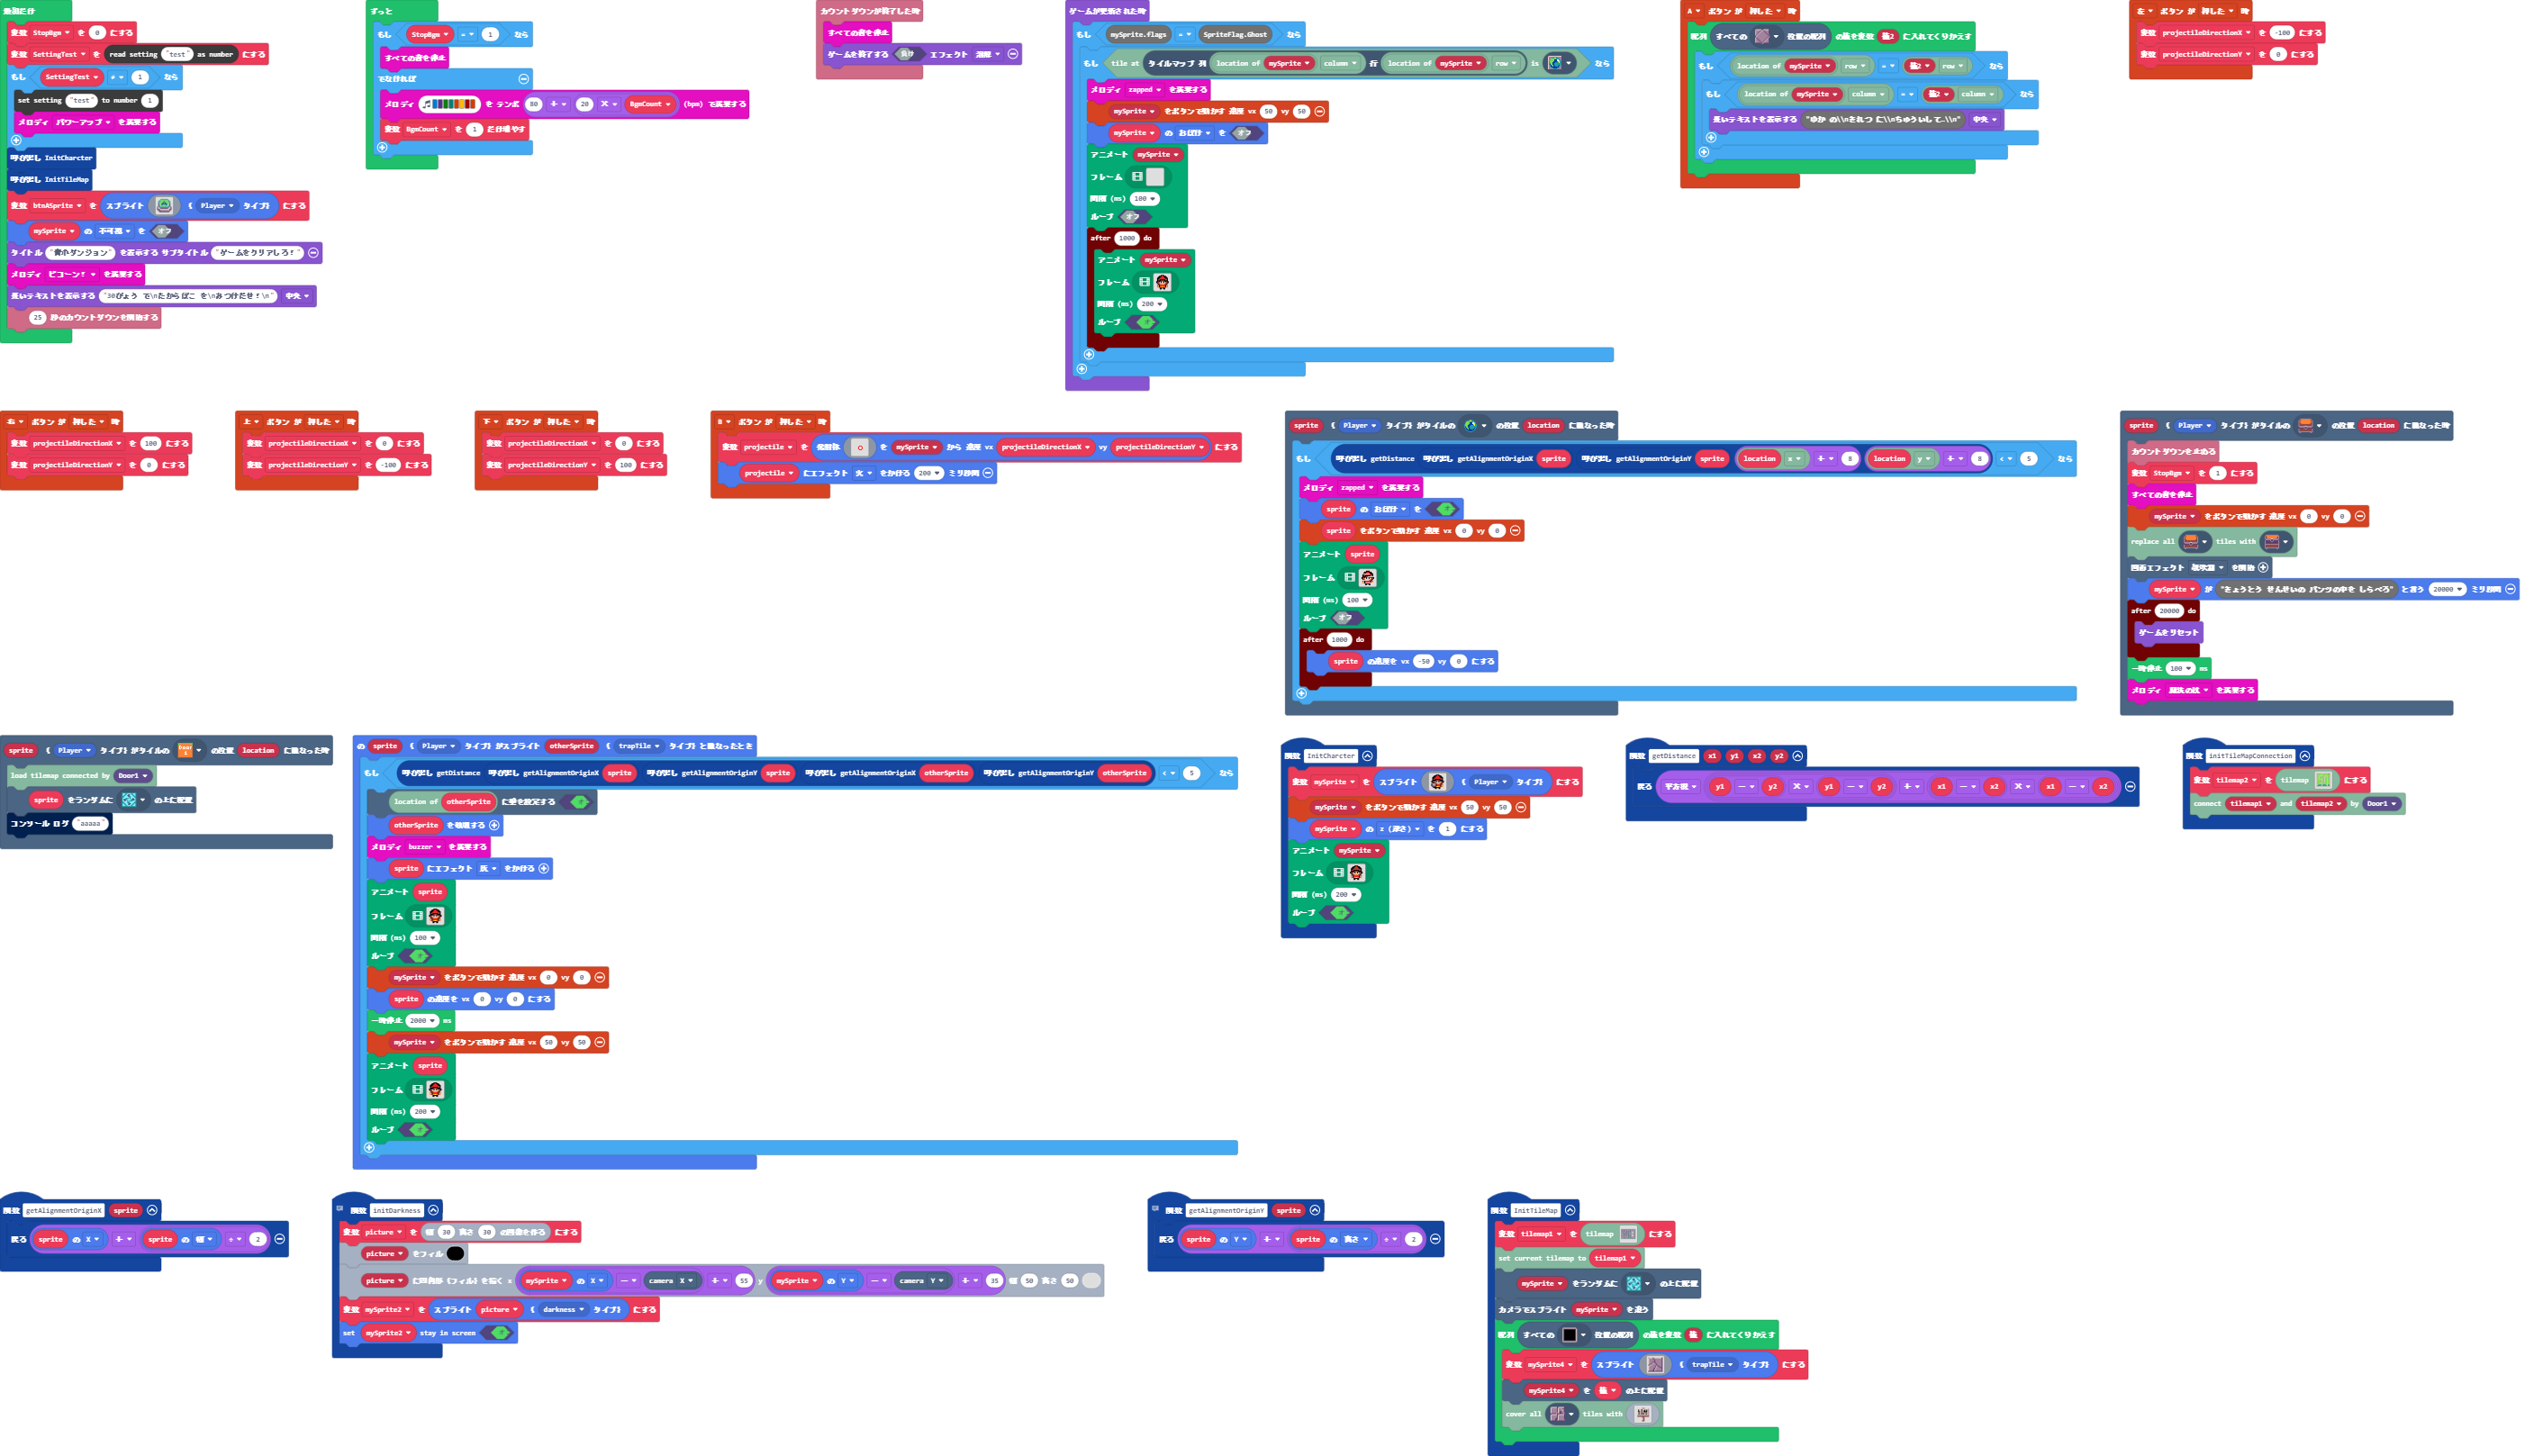 最初だけ
変数 StopBgm を 0 にする
変数 SettingTest を read setting "test" as number にする
もし SettingTest ≠ 1 なら
set setting "test" to number 1
メロディ パワーアップ を演奏する
呼び出し InitCharcter
呼び出し InitTileMap
変数 btnASprite を スプライト ( Player タイプ) にする
mySprite の 不可視 を オフ
を表示する サブタイトル "ゲームをクリアしろ!"
メロディ ピコーン! を演奏する
長いテキストを表示する "30びょう で\nたからばこ を\nみつけだせ!\n" 中央
25 秒のカウントダウンを開始する
ずっと
もし StopBgm = 1 なら
すべての音を停止
でなければ
メロディ をテンポ 80 + 20 × BgmCount (bpm) で演奏する
変数 BgmCount を 1 だけ増やす
カウントダウンが終了した時
すべての音を停止
ゲームを終了する 負け エフェクト
ゲームが更新された時
もし mySprite.flags = SpriteFlag.Ghost なら
もし tile at タイルマップ 列 location of mySprite column 行 location of mySprite row is なら
メロディ zapped を演奏する
mySprite をボタンで動かす 速度 vx 50 vy 50
mySprite の おばけ を オフ
アニメート mySprite
フレーム
間隔 (ms) 100
ループ オフ
after 1000 do
アニメート mySprite
フレーム
間隔 (ms) 200
ループ オ
A ボタン が 押した 時
配列 すべての 位置の配列 の値を変数 値2 に入れてくりかえす
もし location of mySprite row = 値2 row なら
もし location of mySprite column = 値2 column なら
長いテキストを表示する "ゆか の\\nきれつ に\\nちゅういして…\\n" 中央
左 ボタン が 押した 時
変数 projectileDirectionX を -100 にする
変数 projectileDirectionY を 0 にする
右 ボタン が 押した 時
変数 projectileDirectionX を 100 にする
変数 projectileDirectionY を 0 にする
上 ボタン が 押した 時
変数 projectileDirectionX を 0 にする
変数 projectileDirectionY を -100 にする
下 ボタン が 押した 時
変数 projectileDirectionX を 0 にする
変数 projectileDirectionY を 100 にする
B ボタン が 押した 時
変数 projectile を 発射体 を mySprite から 速度 vx projectileDirectionX vy projectileDirectionY にする
projectile にエフェクト 火 をかける 200 ミリ秒間
sprite ( Player タイプ) がタイルの の位置 location に重なった時
もし 呼び出し getDistance 呼び出し getAlignmentOriginX sprite 呼び出し getAlignmentOriginY sprite location x + 8 location y + 8 < 5 なら
メロディ zapped を演奏する
sprite の おばけ を オ
sprite をボタンで動かす 速度 vx 0 vy 0
アニメート sprite
フレーム
間隔 (ms) 100
ループ オフ
after 1000 do
sprite の速度を vx -50 vy 0 にする
sprite ( Player タイプ) がタイルの の位置 location に重なった時
カウントダウンを止める
変数 StopBgm を 1 にする
すべての音を停止
mySprite をボタンで動かす 速度 vx 0 vy 0
replace all tiles with
画面エフェクト 紙吹雪 を開始
mySprite が "きょうとう せんせいの パンツの中を しらべろ" と言う 20000 ミリ秒間
after 20000 do
ゲームをリセット
一時停止 100 ms
メロディ を演奏する
sprite ( Player タイプ) がタイルの Door 1 の位置 location に重なった時
load tilemap connected by Door1
sprite をランダムに の上に配置
コンソール ログ "aaaaa"
の sprite ( Player タイプ) がスプライト otherSprite ( trapTile タイプ) と重なったとき
もし 呼び出し getDistance 呼び出し getAlignmentOriginX sprite 呼び出し getAlignmentOriginY sprite 呼び出し getAlignmentOriginX otherSprite 呼び出し getAlignmentOriginY otherSprite < 5 なら
location of otherSprite に壁を設定する オ
otherSprite を破壊する
メロディ buzzer を演奏する
sprite にエフェクト 灰 をかける
アニメート sprite
フレーム
間隔 (ms) 100
ループ オ
mySprite をボタンで動かす 速度 vx 0 vy 0
sprite の速度を vx 0 vy 0 にする
一時停止 2000 ms
mySprite をボタンで動かす 速度 vx 50 vy 50
アニメート sprite
フレーム
間隔 (ms) 200
ループ オ
関数 InitCharcter
変数 mySprite を スプライト ( Player タイプ) にする
mySprite をボタンで動かす 速度 vx 50 vy 50
mySprite の z (深さ) を 1 にする
アニメート mySprite
フレーム
間隔 (ms) 200
ループ オ
関数 getDistance x1 y1 x2 y2
戻る 平方根 y1 − y2 × y1 − y2 + x1 − x2 × x1 − x2
関数 initTileMapConnection
変数 tilemap2 を tilemap にする
connect tilemap1 and tilemap2 by Door1
関数 getAlignmentOriginX sprite
戻る sprite の X + sprite の 幅 ÷ 2
関数 initDarkness
変数 picture を 幅 30 高さ 30 の画像を作る にする
picture をフィル
picture に四角形 (フィル) を描く x mySprite の X − camera X + 55 y mySprite の Y − camera Y + 35 幅 50 高さ 50
変数 mySprite2 を スプライト picture ( darkness タイプ) にする
set mySprite2 stay in screen オ
関数 getAlignmentOriginY sprite
戻る sprite の Y + sprite の 高さ ÷ 2
関数 InitTileMap
変数 tilemap1 を tilemap にする
set current tilemap to tilemap1
mySprite をランダムに の上に配置
カメラでスプライト mySprite を追う
配列 すべての 位置の配列 の値を変数 値 に入れてくりかえす
変数 mySprite4 を スプライト ( trapTile タイプ) にする
mySprite4 を 値 の上に配置
cover all tiles with